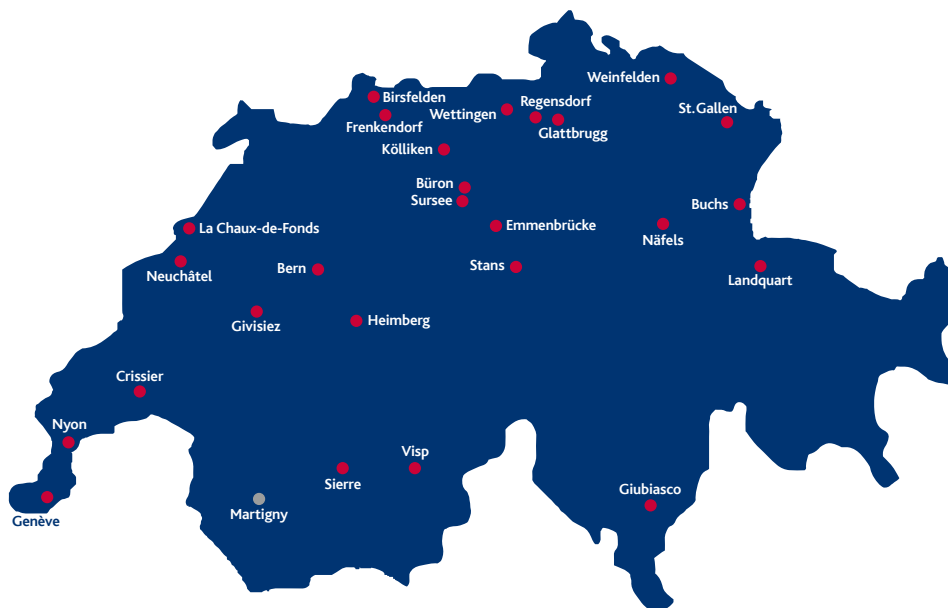 Weinfelden
Birsfelden
Regensdorf
Wettingen
St.Gallen
Frenkendorf
Glattbrugg
Kölliken
Büron
Sursee
Buchs
La Chaux-de-Fonds
Emmenbrücke
Näfels
Bern
Stans
Neuchâtel
Landquart
Givisiez
Heimberg
Crissier
Nyon
Visp
Sierre
Giubiasco
Martigny
Genève